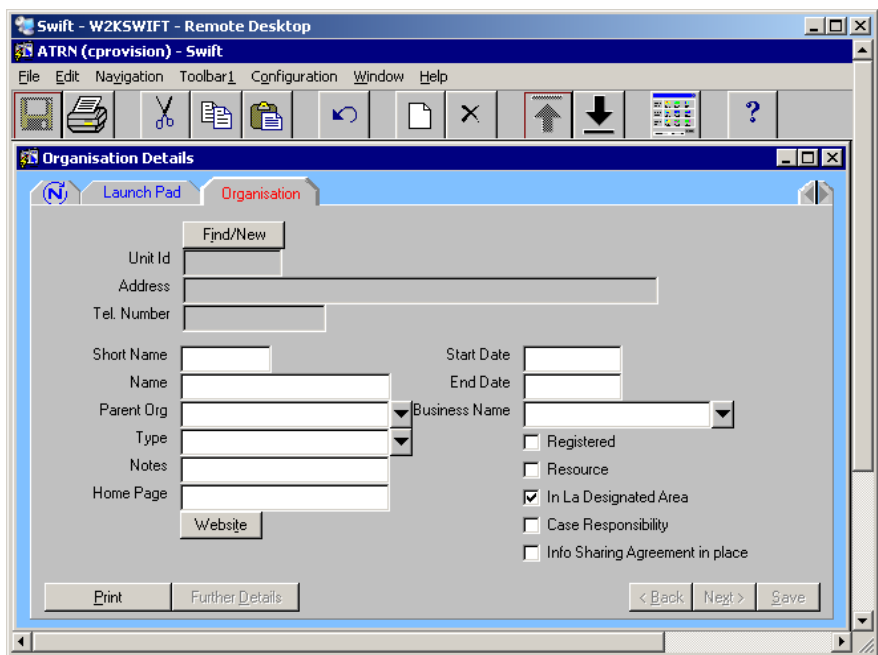 Swift - W2KSWIFT - Remote Desktop
ATRN (cprovision) - Swift
File Edit Navigation Toolbar1 Configuration Window Help
?
Organisation Details
N Launch Pad Organisation
Find/New
Unit Id
Address
Tel. Number
Short Name Start Date
Name End Date
Parent Org Business Name
Type Registered
Notes Resource
Home Page In La Designated Area
Website Case Responsibility
Info Sharing Agreement in place
Print Further Details < Back Next > Save